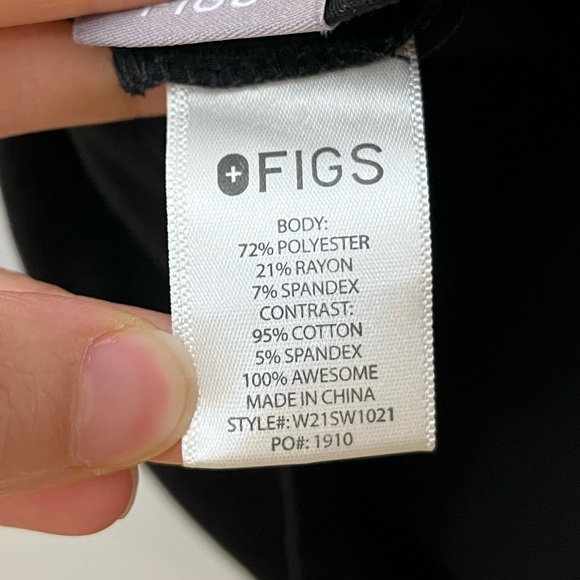 FIGS
BODY:
72% POLYESTER
21% RAYON
7% SPANDEX
CONTRAST:
95% COTTON
5% SPANDEX
100% AWESOME
MADE IN CHINA
STYLE#: W21SW1021
PO#: 1910